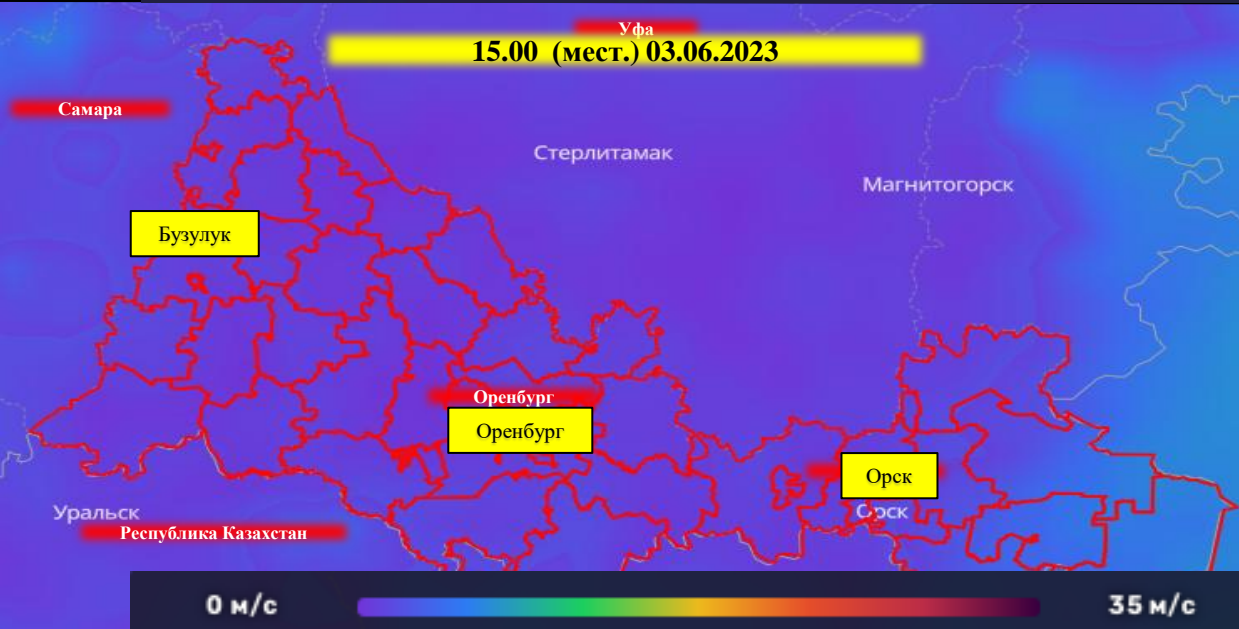 Уфа
15.00 (мест.) 03.06.2023
Самара
Стерлитамак
Магнитогорск
Бузулук
Оренбург
Оренбург
Орск
Уральск
Орск
Республика Казахстан
0 м/с
35 м/с